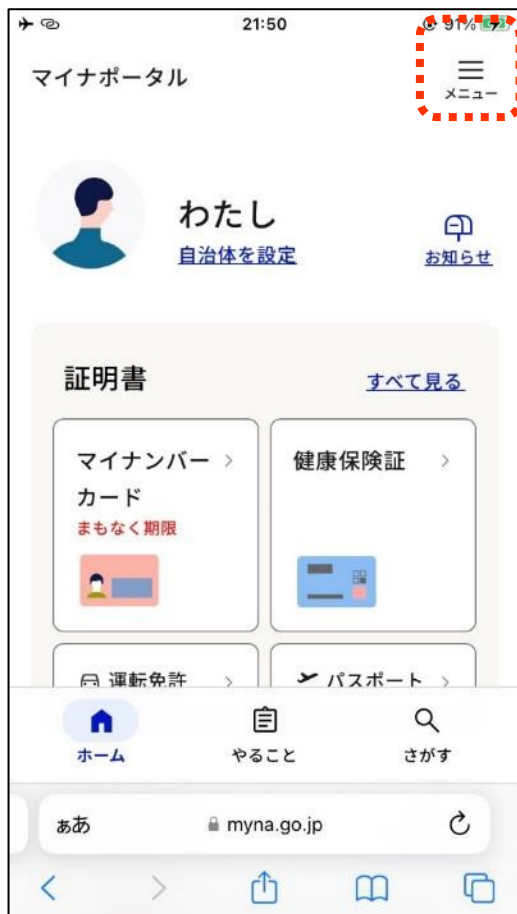 21:50
91%
マイナポータル
メニュー
わたし
自治体を設定
お知らせ
証明書
すべて見る
マイナンバー
カード
まもなく期限
健康保険証
運転免許
パスポート
ホーム
やること
さがす
ぁあ
myna.go.jp